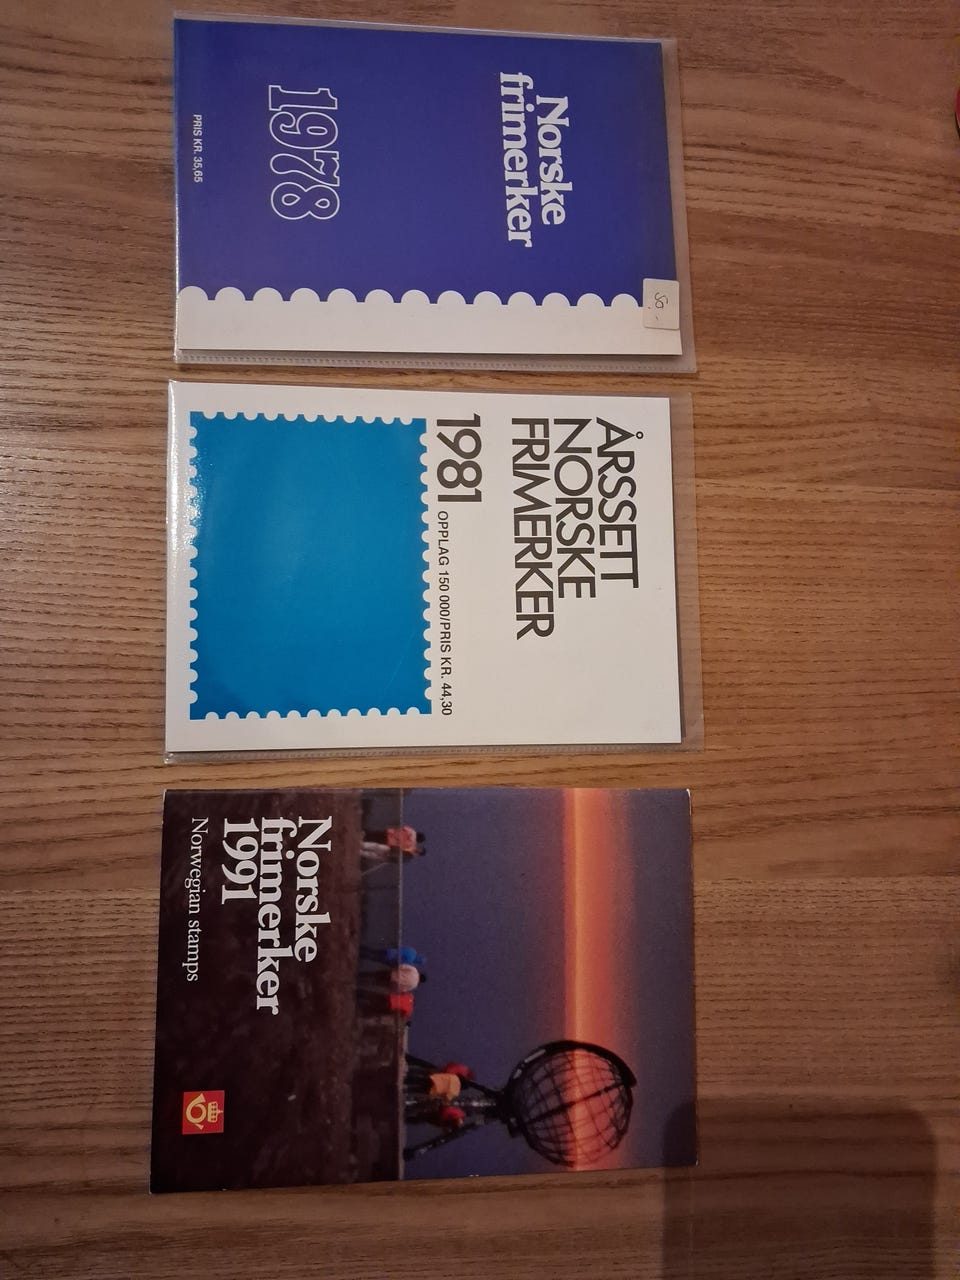 Norske
frimerker
1978
PRIS KR. 35,65
50,-
ÅRSSETT
NORSKE
FRIMERKER
1981 OPPLAG 150 000/PRIS KR. 44,30
Norske
frimerker
1991
Norwegian stamps